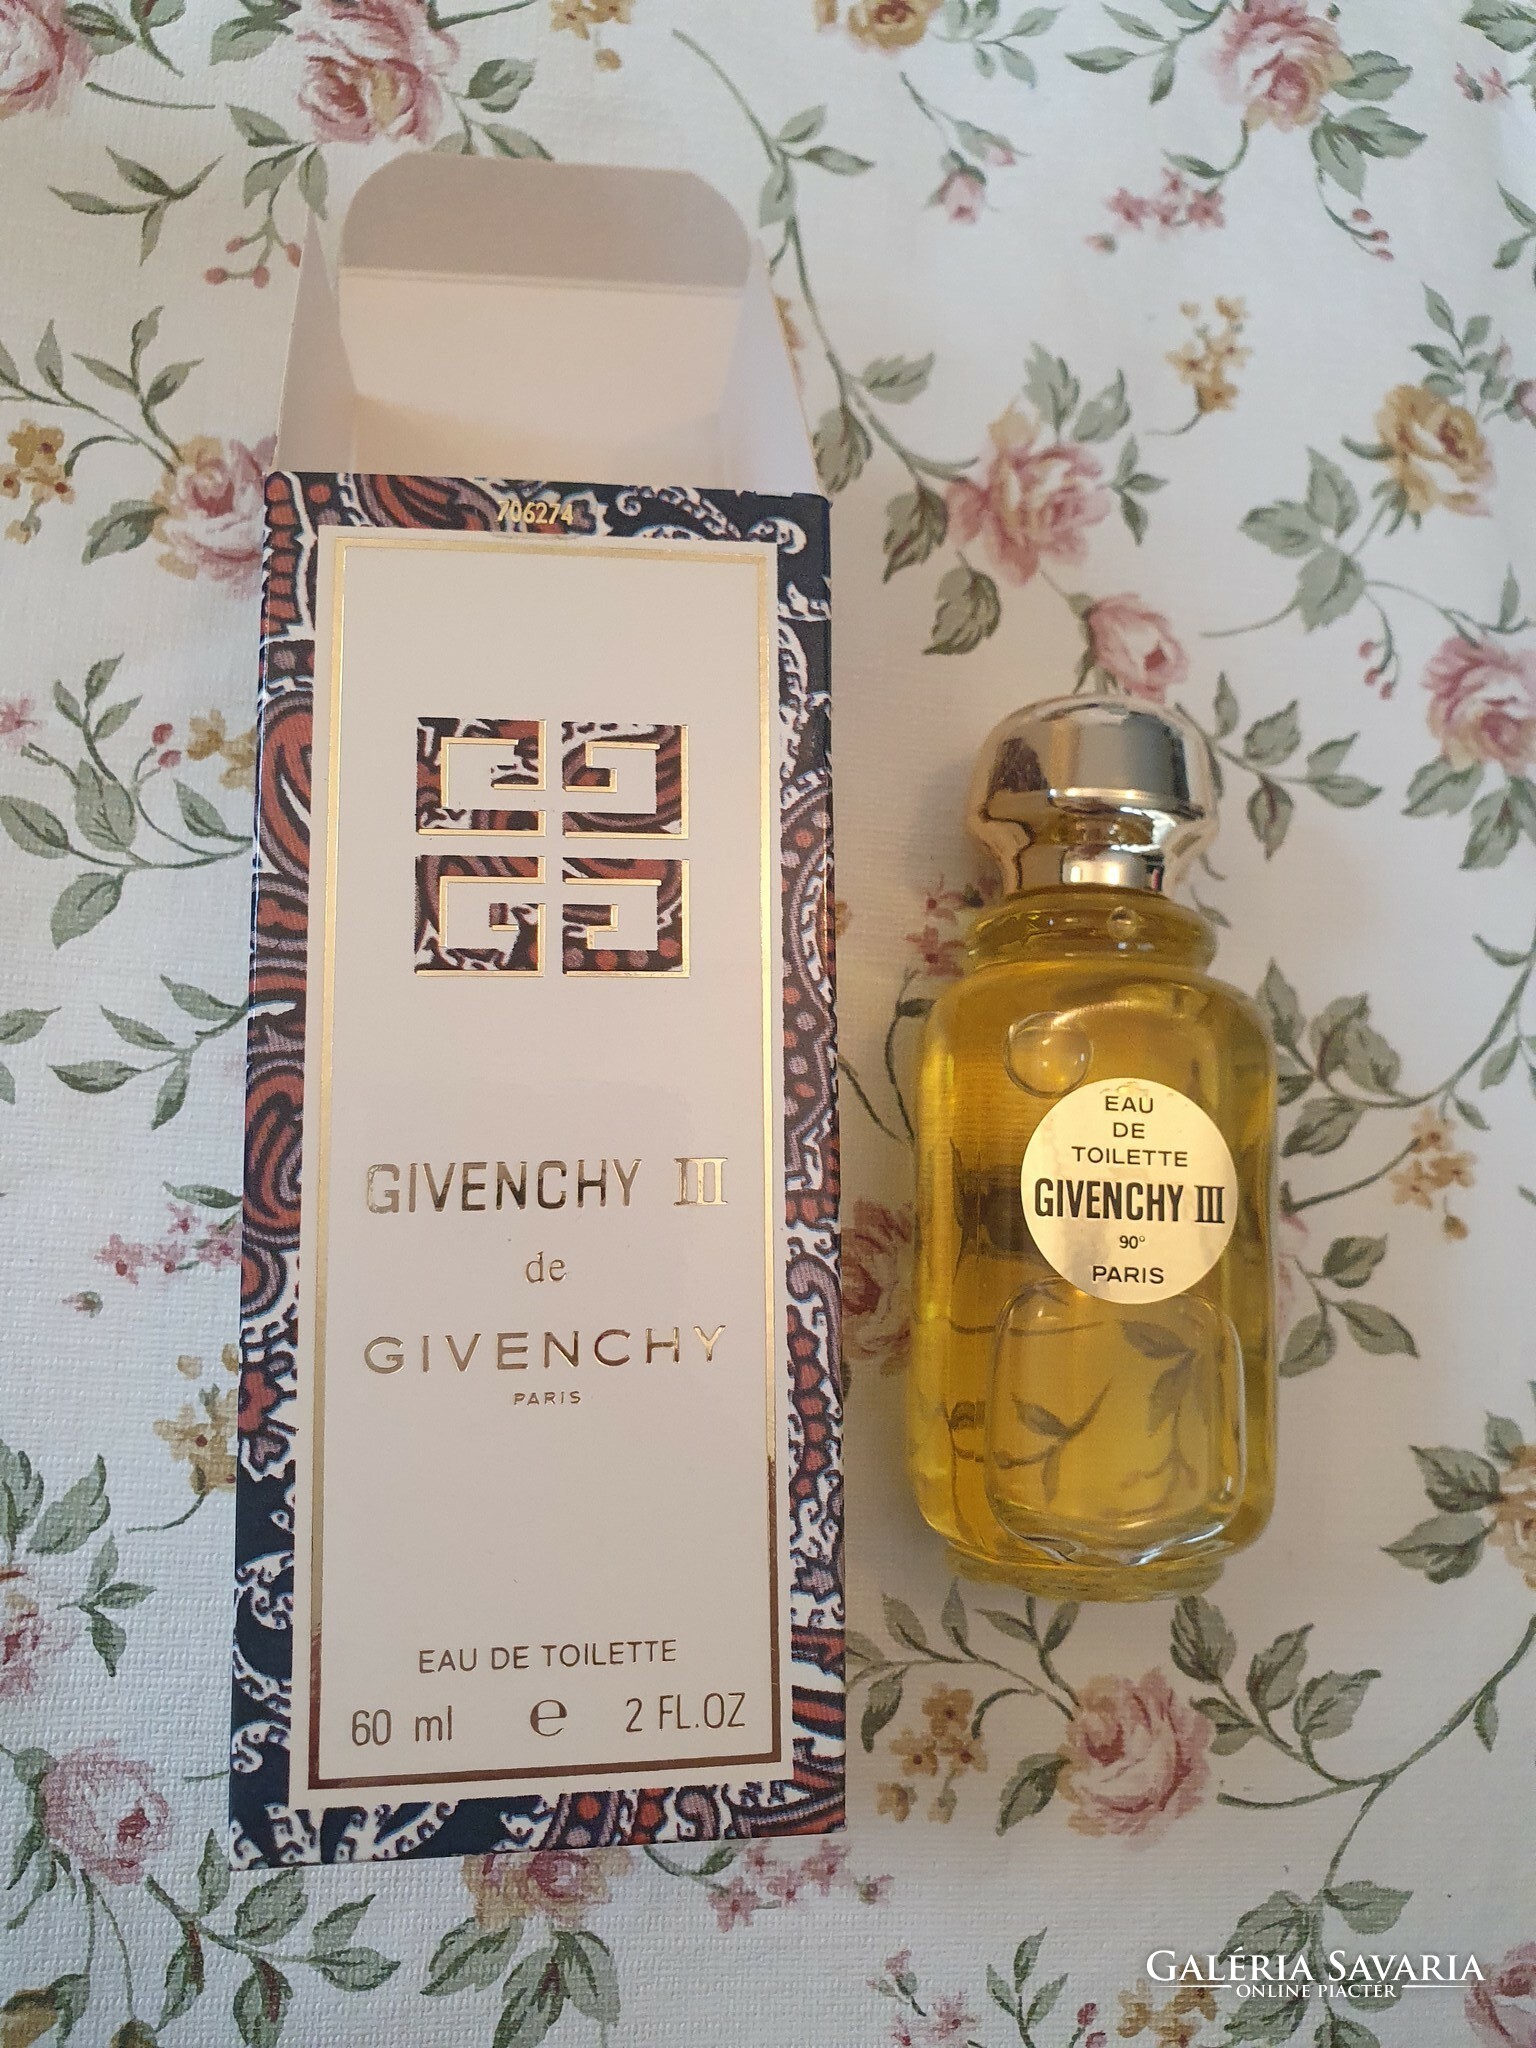 706274
GIVENCHY III
de
GIVENCHY
PARIS
EAU DE TOILETTE
60 ml e 2 FL.OZ
EAU
DE
TOILETTE
GIVENCHY III
90°
PARIS
GALÉRIA SAVARIA
ONLINE PIACTÉR